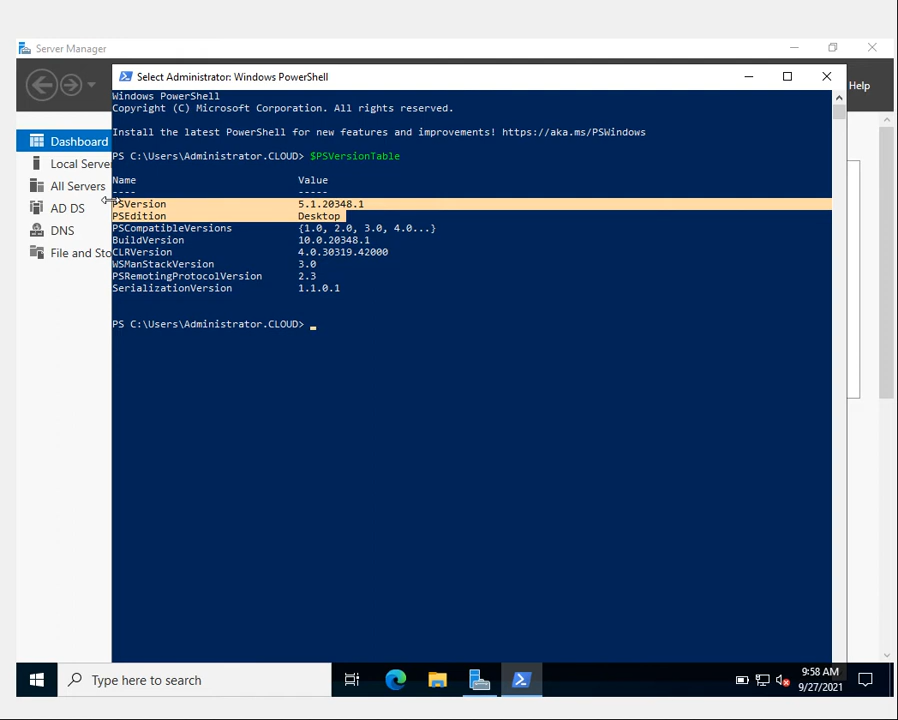 Server Manager
Select Administrator: Windows PowerShell
Help
Windows PowerShell
Copyright (C) Microsoft Corporation. All rights reserved.
Install the latest PowerShell for new features and improvements! https://aka.ms/PSWindows
PS C:\Users\Administrator.CLOUD> $PSVersionTable
Name Value
---- -----
PSVersion 5.1.20348.1
PSEdition Desktop
PSCompatibleVersions {1.0, 2.0, 3.0, 4.0...}
BuildVersion 10.0.20348.1
CLRVersion 4.0.30319.42000
WSManStackVersion 3.0
PSRemotingProtocolVersion 2.3
SerializationVersion 1.1.0.1
PS C:\Users\Administrator.CLOUD>
Dashboard
Local Serve
All Servers
AD DS
DNS
File and Sto
Type here to search
9:58 AM
9/27/2021